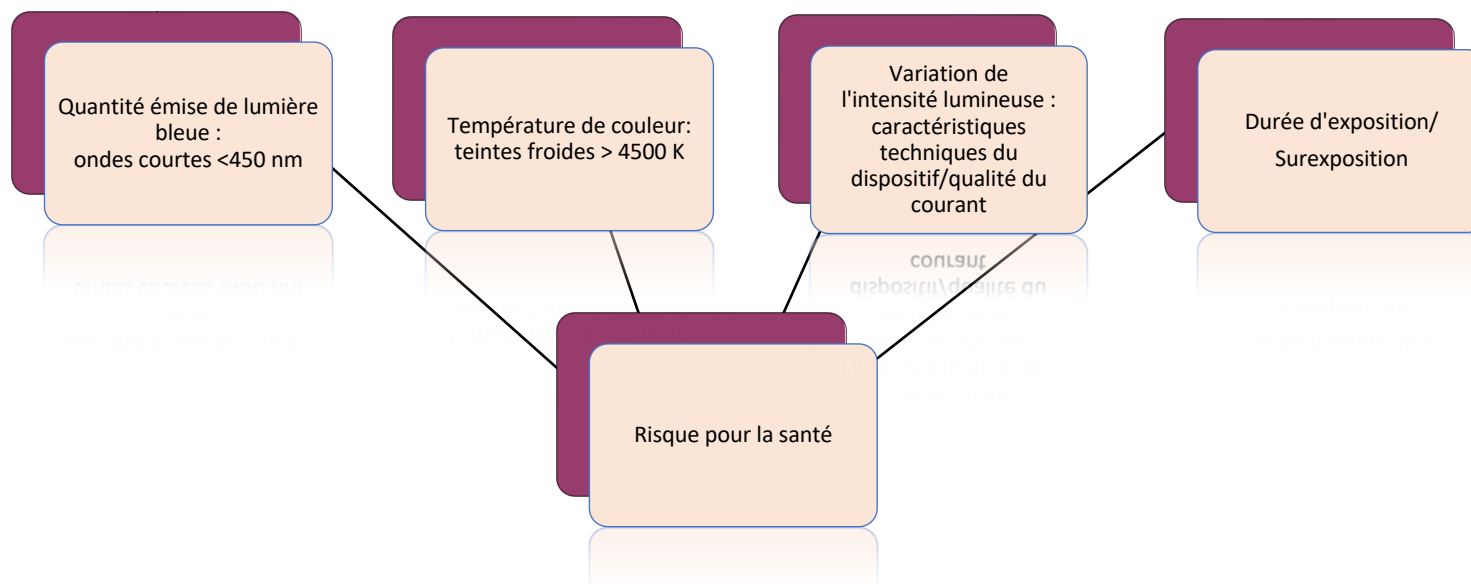 Quantité émise de lumière
bleue :
ondes courtes <450 nm
Température de couleur:
teintes froides > 4500 K
Variation de
l'intensité lumineuse :
caractéristiques
techniques du
dispositif/qualité du
courant
Durée d'exposition/
Surexposition
Risque pour la santé